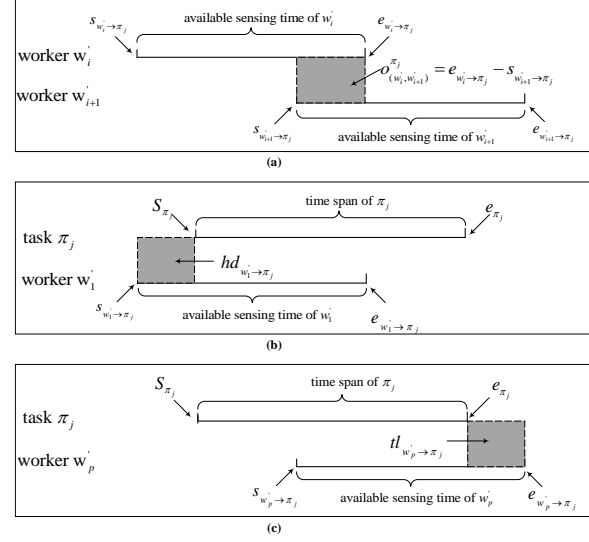 available sensing time of w'_i
s_{w'_i→π_j}
e_{w'_i→π_j}
worker w'_i
o^{π_j}_{(w'_i,w'_{i+1})} = e_{w'_i→π_j} − s_{w'_{i+1}→π_j}
worker w'_{i+1}
s_{w'_{i+1}→π_j}
available sensing time of w'_{i+1}
e_{w'_{i+1}→π_j}
(a)
S_{π_j}
time span of π_j
e_{π_j}
task π_j
hd_{w'_1→π_j}
worker w'_1
s_{w'_1→π_j}
available sensing time of w'_1
e_{w'_1→π_j}
(b)
S_{π_j}
time span of π_j
e_{π_j}
task π_j
tl_{w'_p→π_j}
worker w'_p
s_{w'_p→π_j}
available sensing time of w'_p
e_{w'_p→π_j}
(c)